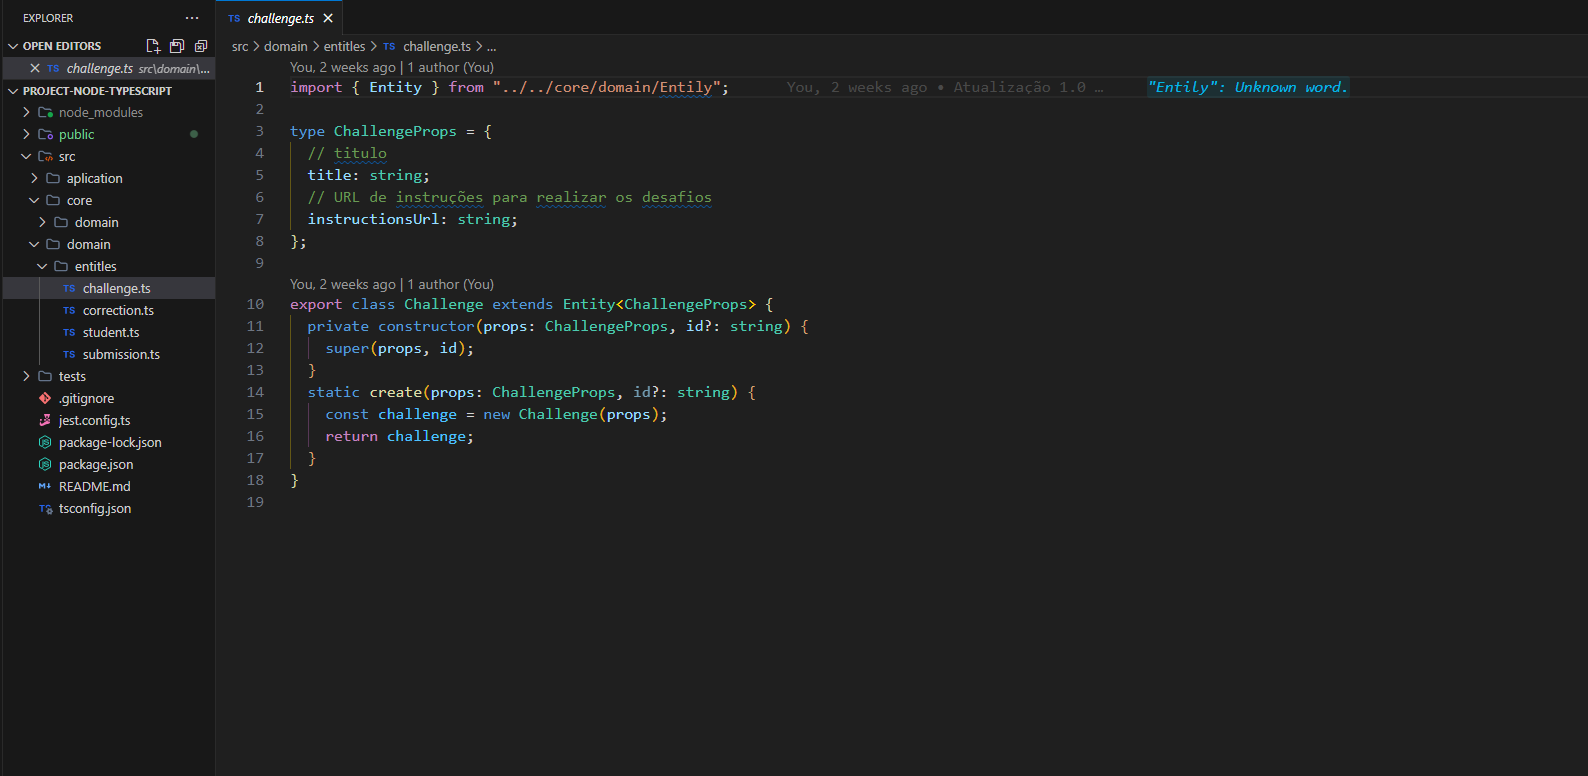 EXPLORER ...
OPEN EDITORS
TS challenge.ts src\domain\...
PROJECT-NODE-TYPESCRIPT
node_modules
public
src
aplication
core
domain
domain
entitles
TS challenge.ts
TS correction.ts
TS student.ts
TS submission.ts
tests
.gitignore
jest.config.ts
package-lock.json
package.json
README.md
tsconfig.json
TS challenge.ts
src > domain > entitles > TS challenge.ts > ...
You, 2 weeks ago | 1 author (You)
1 import { Entity } from "../../core/domain/Entily"; You, 2 weeks ago • Atualização 1.0 … "Entily": Unknown word.
2
3 type ChallengeProps = {
4 // titulo
5 title: string;
6 // URL de instruções para realizar os desafios
7 instructionsUrl: string;
8 };
9
You, 2 weeks ago | 1 author (You)
10 export class Challenge extends Entity<ChallengeProps> {
11 private constructor(props: ChallengeProps, id?: string) {
12 super(props, id);
13 }
14 static create(props: ChallengeProps, id?: string) {
15 const challenge = new Challenge(props);
16 return challenge;
17 }
18 }
19